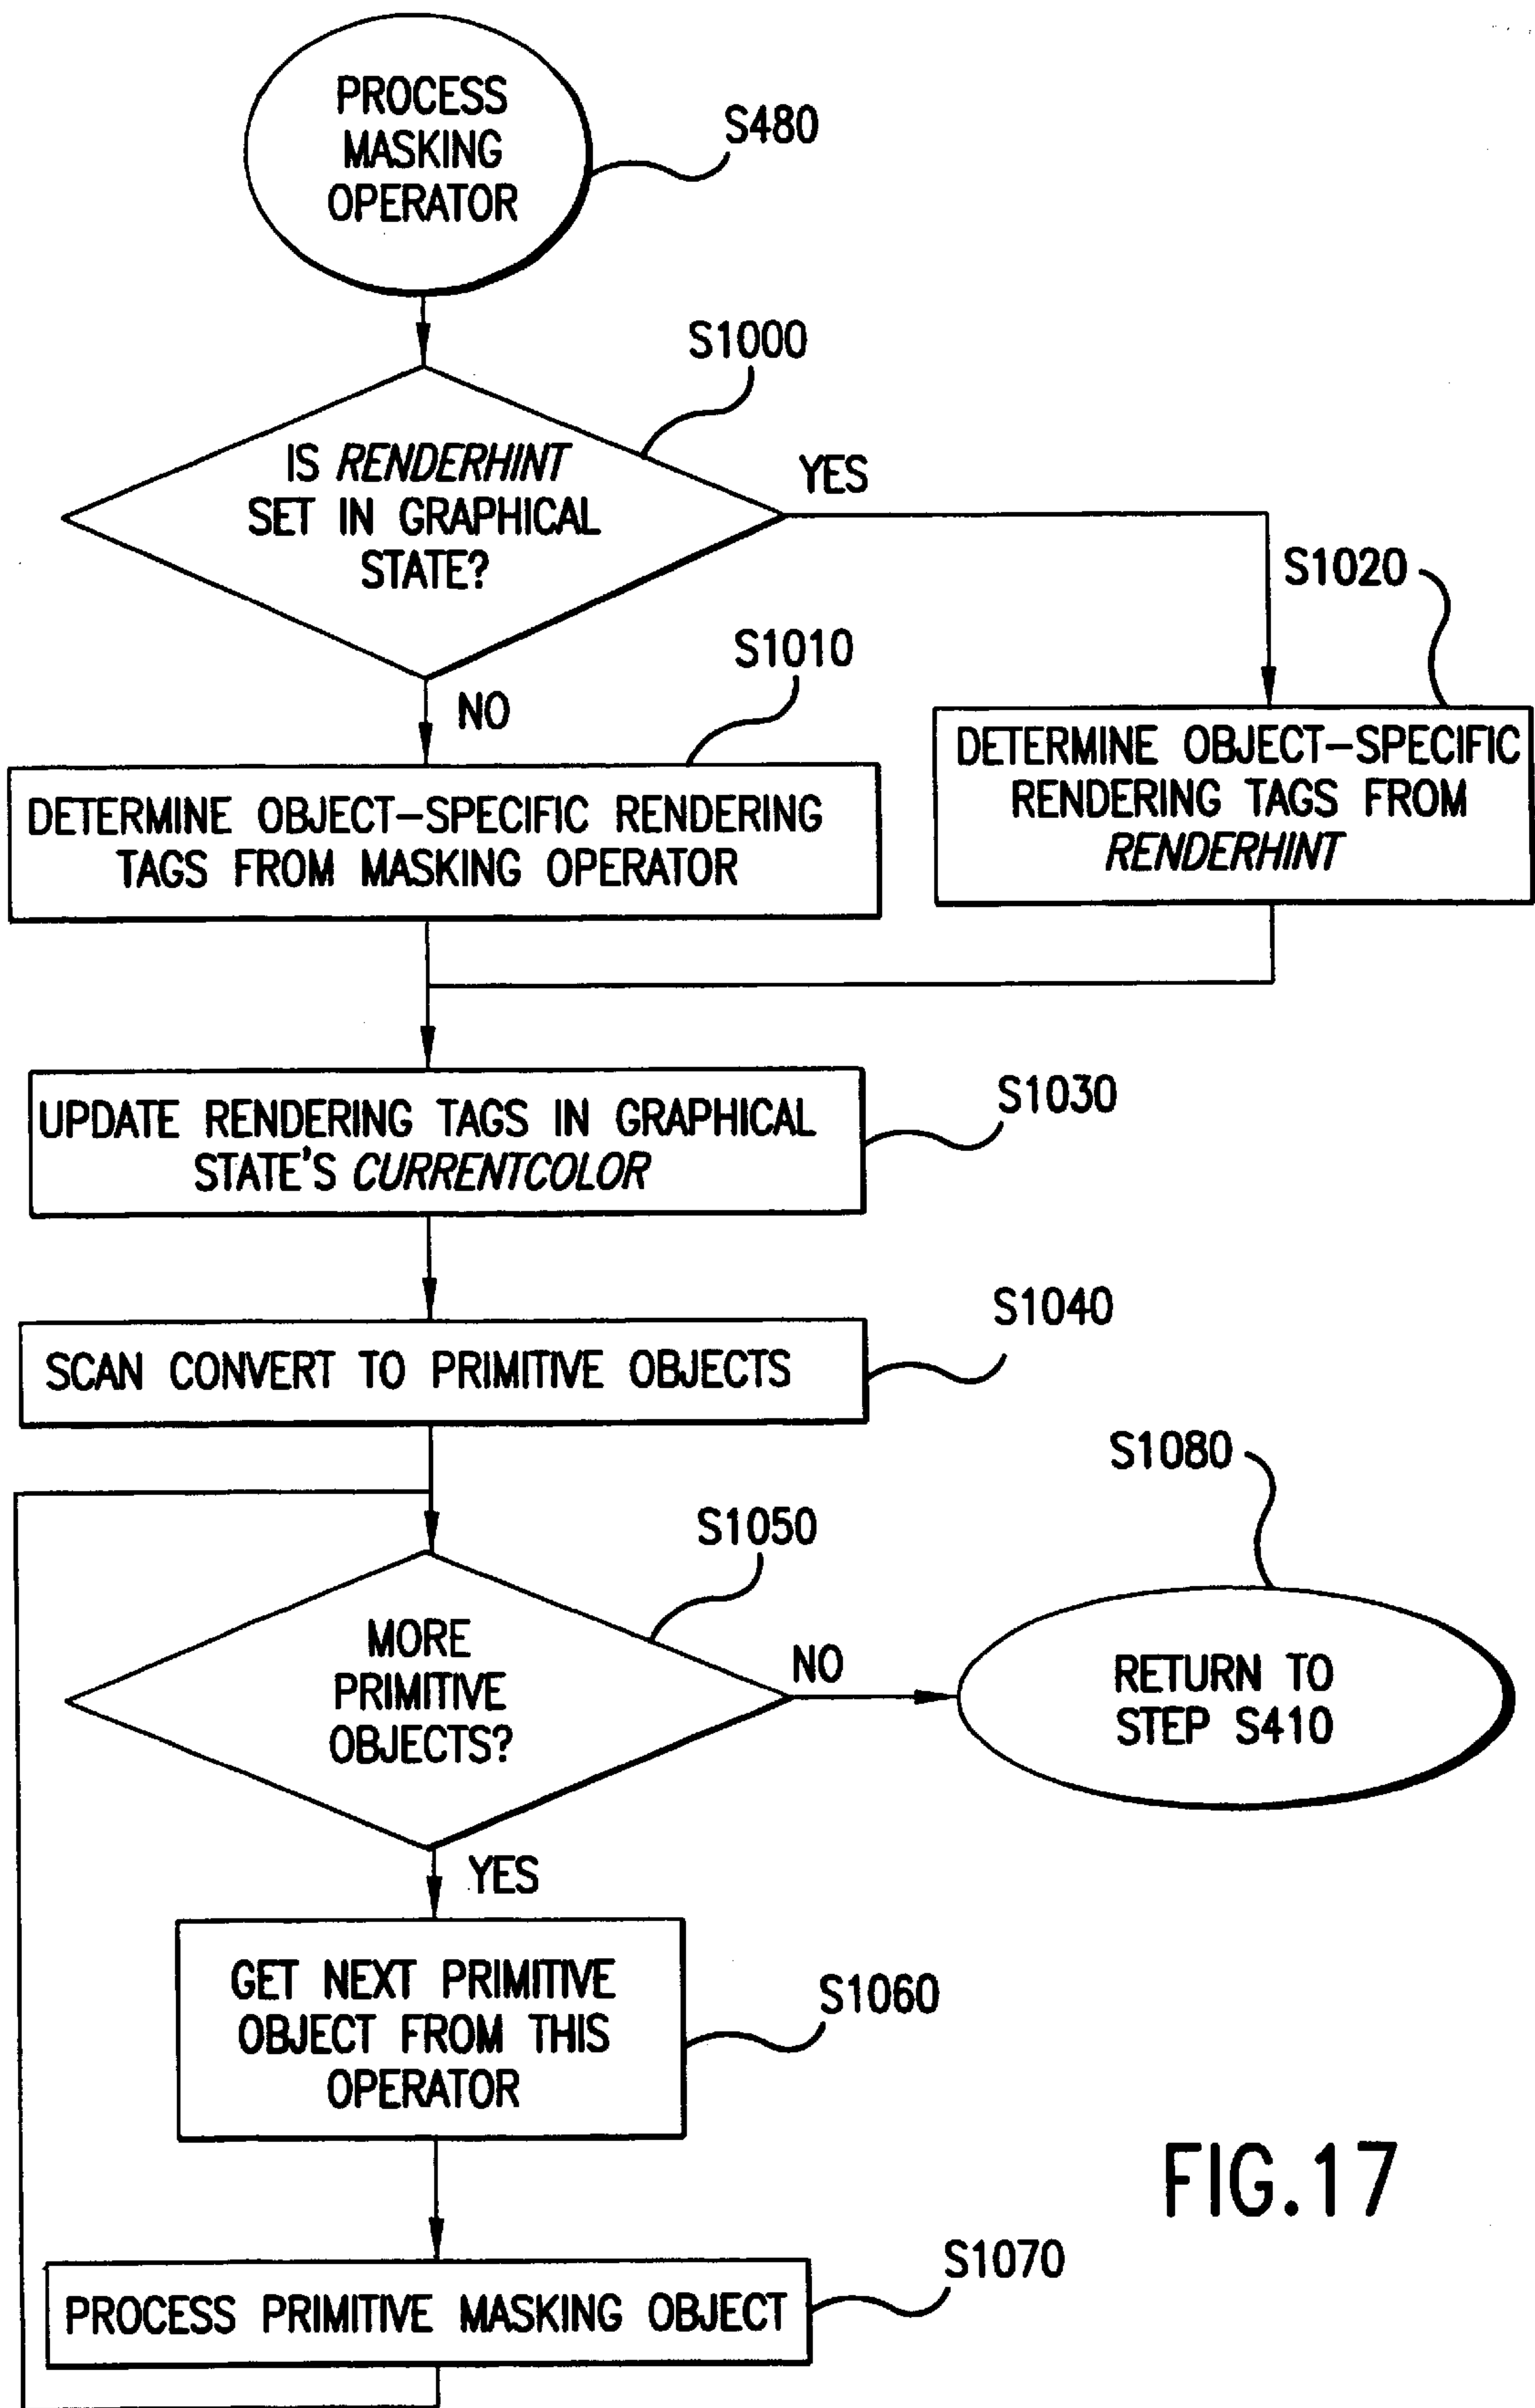 PROCESS
MASKING
OPERATOR
S480
S1000
IS RENDERHINT
SET IN GRAPHICAL
STATE?
YES
S1020
S1010
NO
DETERMINE OBJECT-SPECIFIC
RENDERING TAGS FROM
RENDERHINT
DETERMINE OBJECT-SPECIFIC RENDERING
TAGS FROM MASKING OPERATOR
S1030
UPDATE RENDERING TAGS IN GRAPHICAL
STATE'S CURRENTCOLOR
S1040
SCAN CONVERT TO PRIMITIVE OBJECTS
S1080
S1050
MORE
PRIMITIVE
OBJECTS?
NO
RETURN TO
STEP S410
YES
GET NEXT PRIMITIVE
OBJECT FROM THIS
OPERATOR
S1060
FIG.17
S1070
PROCESS PRIMITIVE MASKING OBJECT